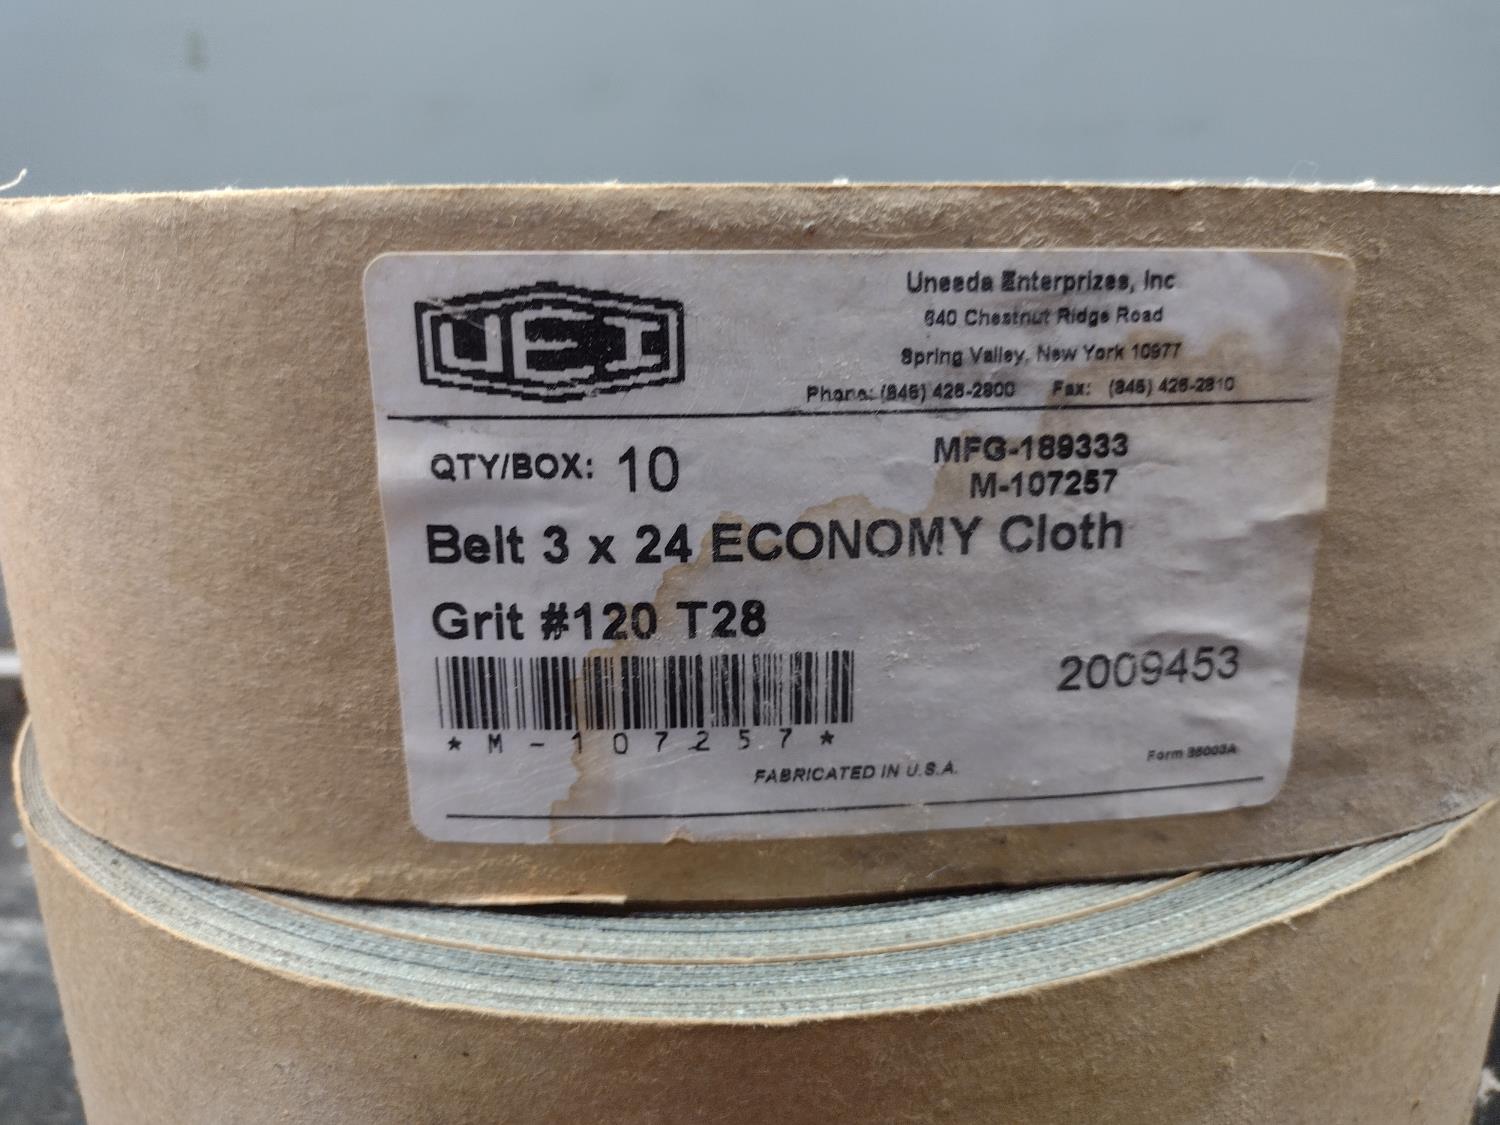 UEI
Uneeda Enterprizes, Inc
640 Chestnut Ridge Road
Spring Valley, New York 10977
Phone: (845) 426-2800 Fax: (845) 426-2810
QTY/BOX: 10
MFG-189333
M-107257
Belt 3 x 24 ECONOMY Cloth
Grit #120 T28
2009453
*M-107257*
Form
FABRICATED IN U.S.A.